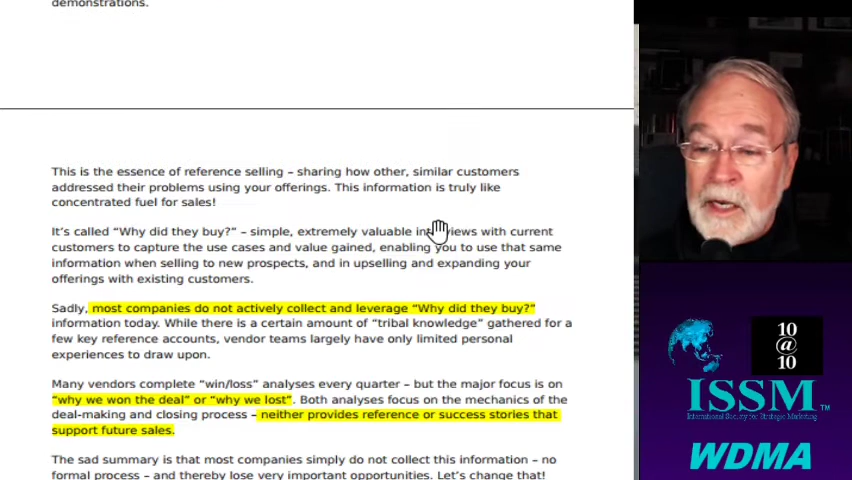 demonstrations.
This is the essence of reference selling – sharing how other, similar customers
addressed their problems using your offerings. This information is truly like
concentrated fuel for sales!
It's called “Why did they buy?” – simple, extremely valuable in views with current
customers to capture the use cases and value gained, enabling you to use that same
information when selling to new prospects, and in upselling and expanding your
offerings with existing customers.
Sadly, most companies do not actively collect and leverage “Why did they buy?”
information today. While there is a certain amount of “tribal knowledge” gathered for a
few key reference accounts, vendor teams largely have only limited personal
experiences to draw upon.
Many vendors complete “win/loss” analyses every quarter – but the major focus is on
“why we won the deal” or “why we lost”. Both analyses focus on the mechanics of the
deal-making and closing process – neither provides reference or success stories that
support future sales.
The sad summary is that most companies simply do not collect this information – no
formal process – and thereby lose very important opportunities. Let's change that!
10
@
10
ISSM™
International Society for Strategic Marketing
WDMA